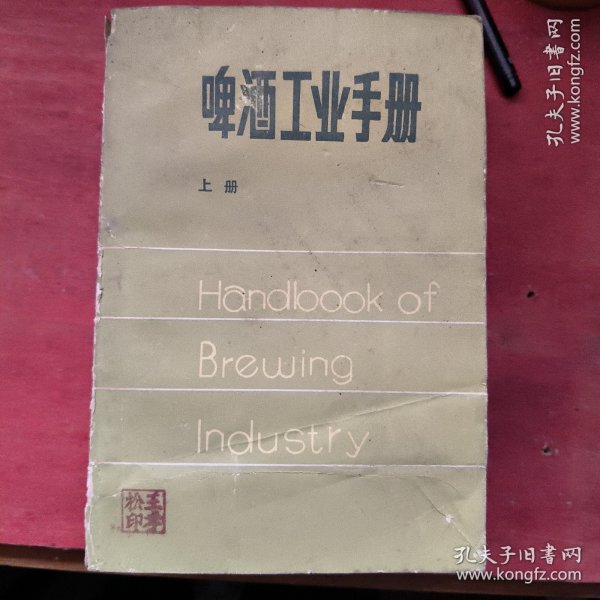 啤酒工业手册
上册
Handbook of
Brewing
Industry
孔夫子旧书网
www.kongfz.com
孔夫子旧书网
www.kongfz.com